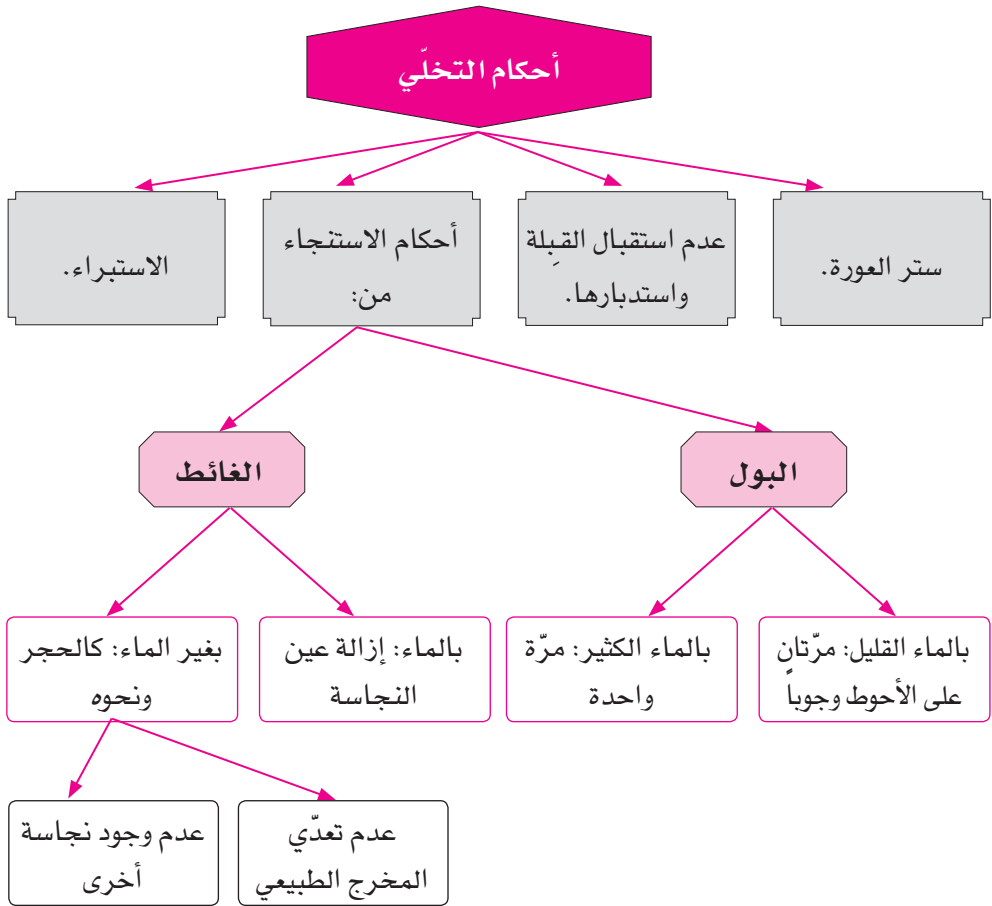 أحكام التخلّي
ستر العورة.
عدم استقبال القبِلة
واستدبارها.
أحكام الاستنجاء
من:
الاستبراء.
البول
الغائط
بالماء القليل: مرّتانٍ
على الأحوط وجوباً
بالماء الكثير: مرّة
واحدة
بالماء: إزالة عين
النجاسة
بغير الماء: كالحجر
ونحوه
عدم تعدّي
المخرج الطبيعي
عدم وجود نجاسة
أخرى